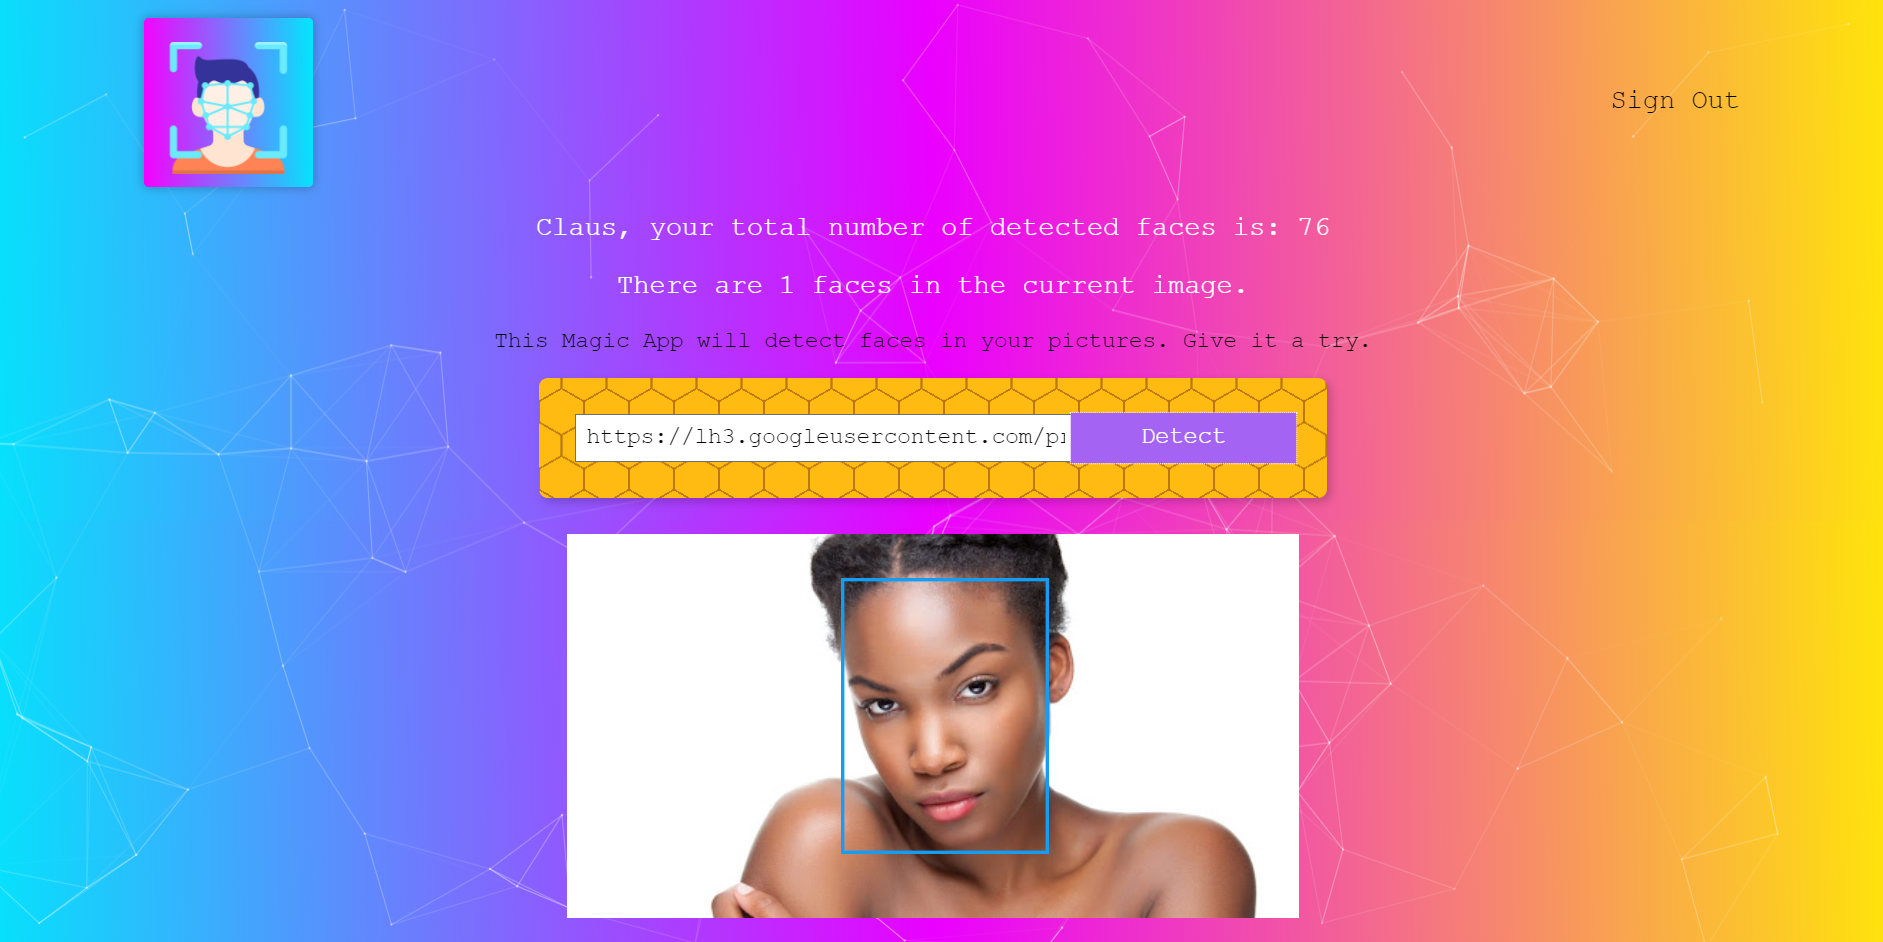 Sign Out
Claus, your total number of detected faces is: 76
There are 1 faces in the current image.
This Magic App will detect faces in your pictures. Give it a try.
https://lh3.googleusercontent.com/pr
Detect